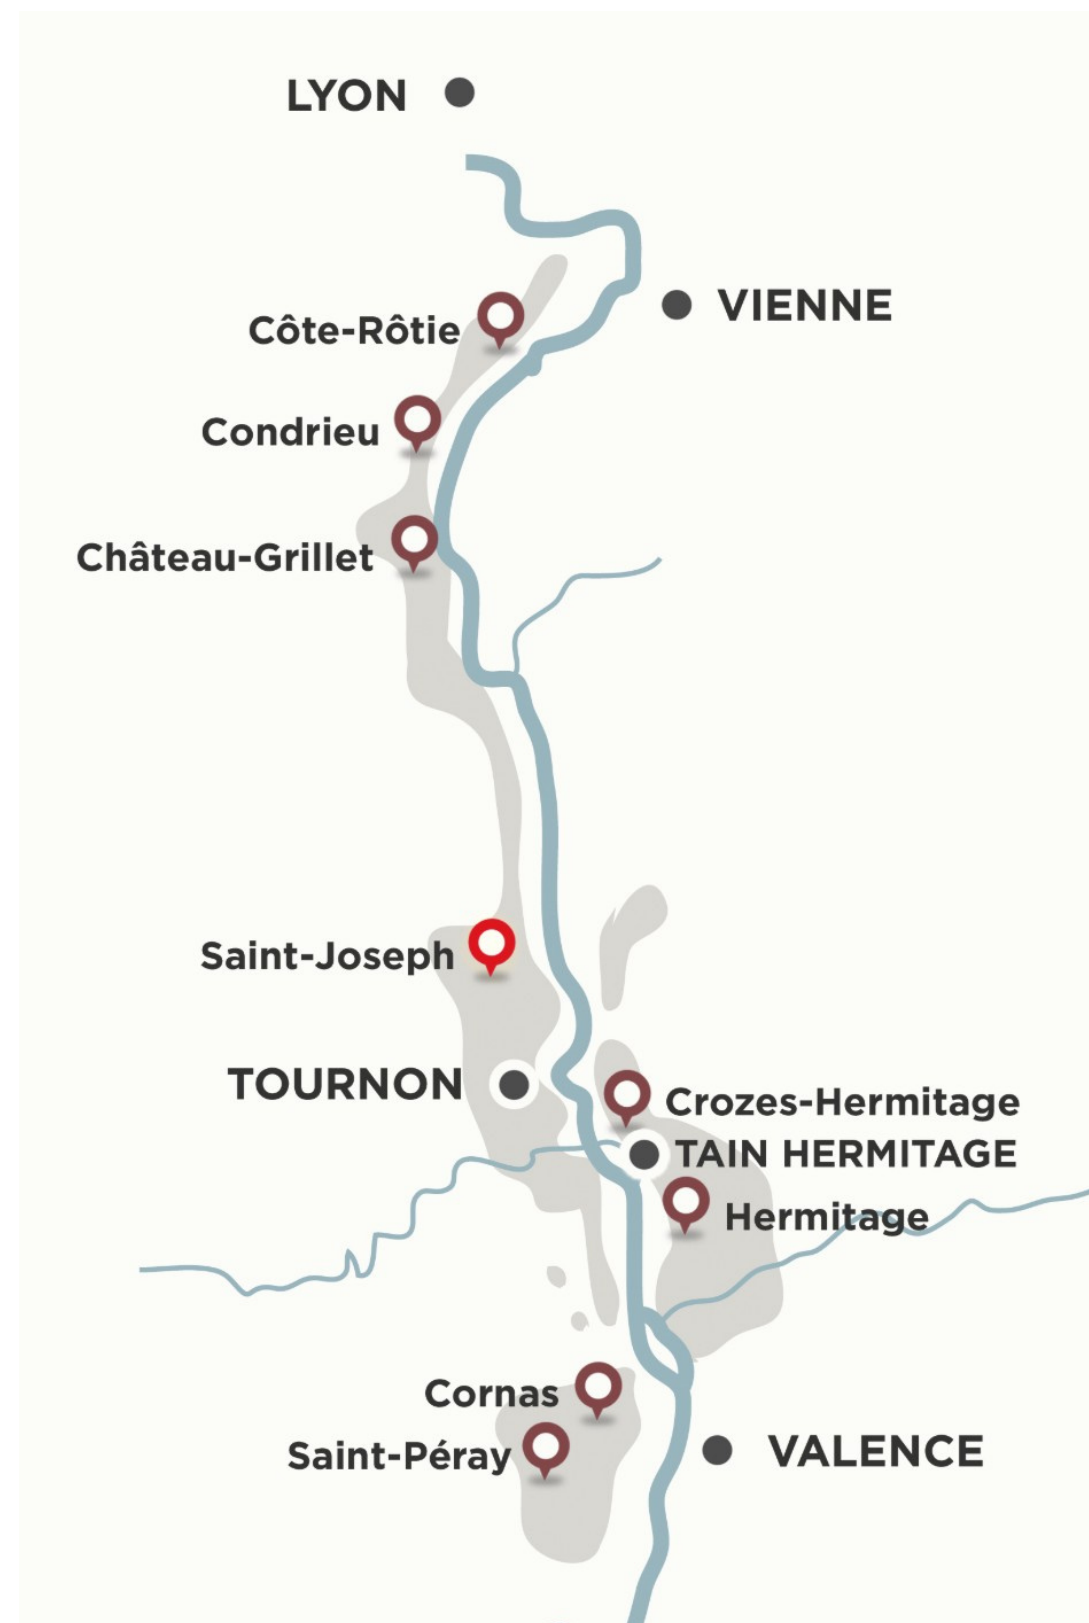 LYON
VIENNE
Côte-Rôtie
Condrieu
Château-Grillet
Saint-Joseph
TOURNON
Crozes-Hermitage
TAIN HERMITAGE
Hermitage
Cornas
Saint-Péray
VALENCE